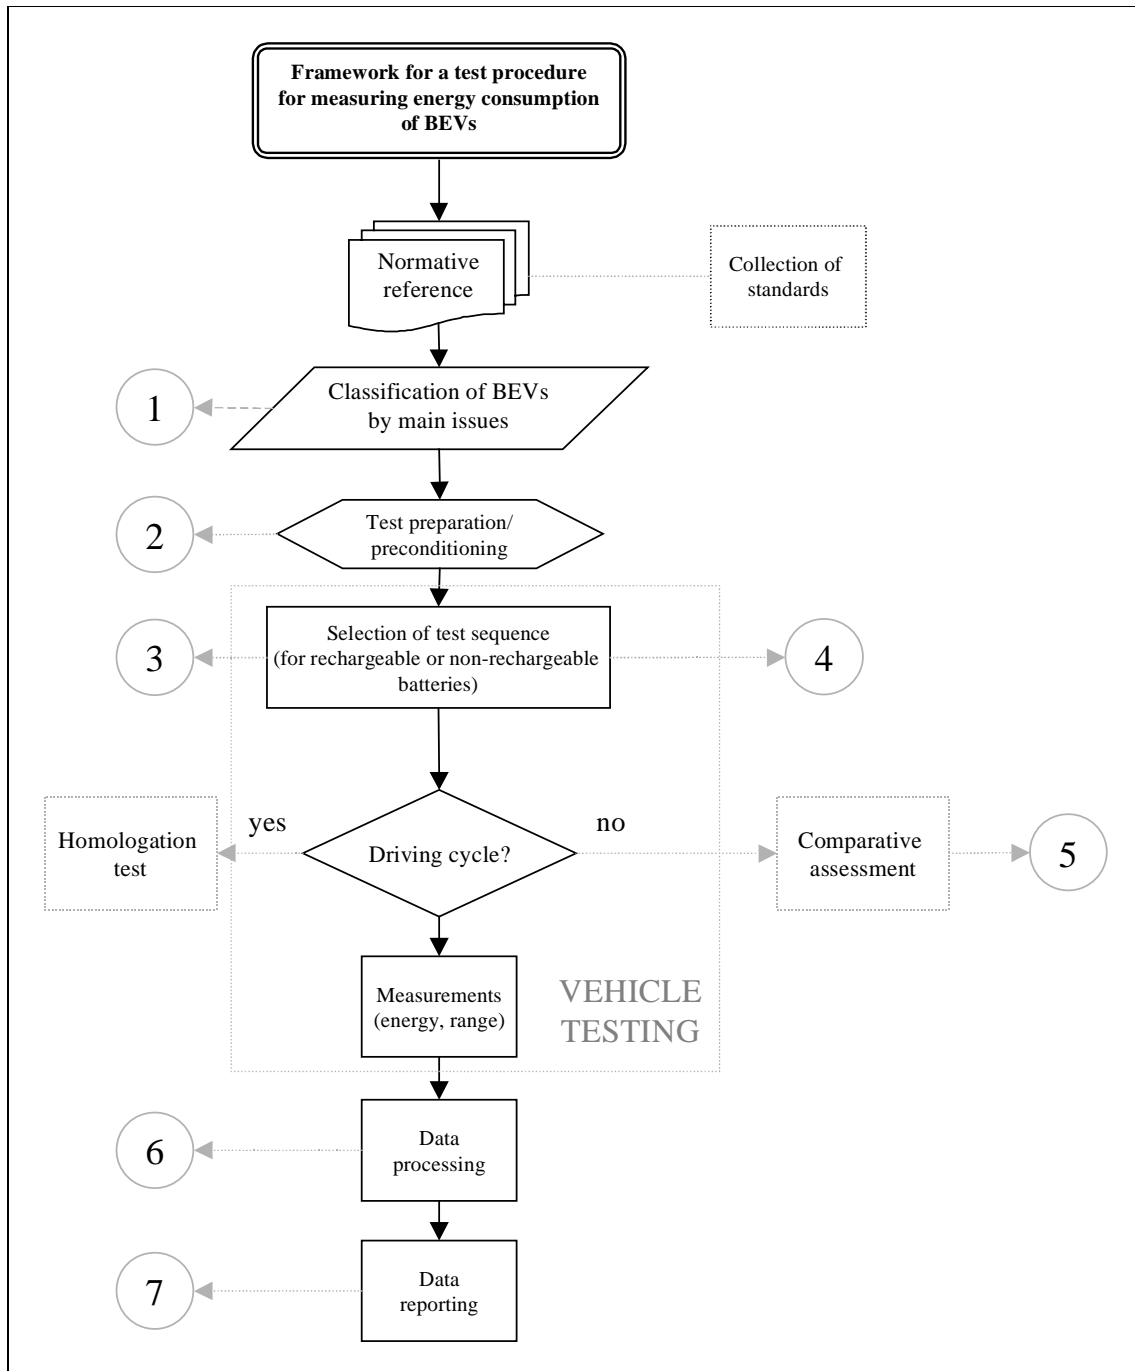 Framework for a test procedure
for measuring energy consumption
of BEVs
Normative
reference
Collection of
standards
1
Classification of BEVs
by main issues
2
Test preparation/
preconditioning
3
Selection of test sequence
(for rechargeable or non-rechargeable
batteries)
4
Homologation
test
yes
Driving cycle?
no
Comparative
assessment
5
Measurements
(energy, range)
VEHICLE
TESTING
6
Data
processing
7
Data
reporting